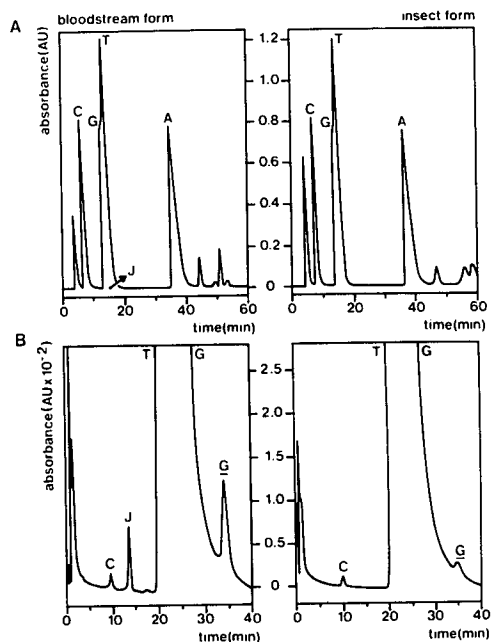 A
bloodstream form
insect form
absorbance(AU)
C
G
T
J
A
1.2
1.0
0.8
0.6
0.4
0.2
0
C
G
T
A
0 20 40 60
time(min)
0 20 40 60
time(min)
B
absorbance(AU x 10⁻²)
T
G
C
J
G
2.5
2.0
1.5
1.0
0.5
0
T
G
C
G
0 10 20 30 40
time(min)
0 10 20 30 40
time(min)